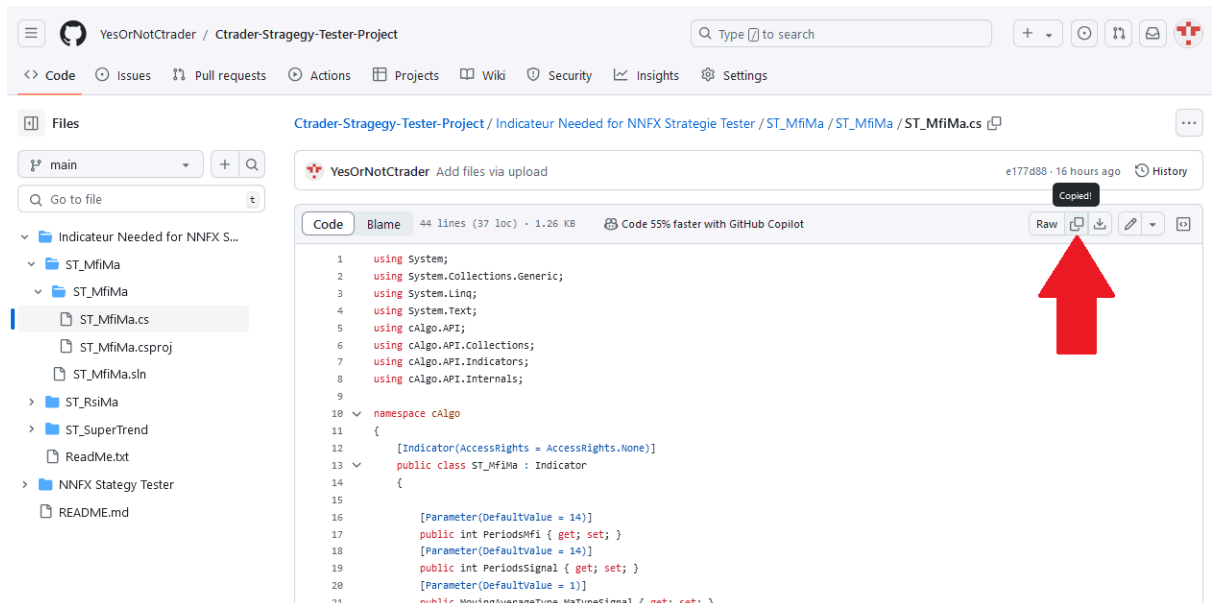 YesOrNotCtrader / Ctrader-Stragegy-Tester-Project
Type / to search
Code Issues Pull requests Actions Projects Wiki Security Insights Settings
Files
main
Go to file t
Indicateur Needed for NNFX S...
ST_MfiMa
ST_MfiMa
ST_MfiMa.cs
ST_MfiMa.csproj
ST_MfiMa.sln
ST_RsiMa
ST_SuperTrend
ReadMe.txt
NNFX Stategy Tester
README.md
Ctrader-Stragegy-Tester-Project / Indicateur Needed for NNFX Strategie Tester / ST_MfiMa / ST_MfiMa / ST_MfiMa.cs
YesOrNotCtrader Add files via upload e177d88 · 16 hours ago History
Copied!
Code Blame 44 lines (37 loc) · 1.26 KB Code 55% faster with GitHub Copilot Raw
1 using System;
2 using System.Collections.Generic;
3 using System.Linq;
4 using System.Text;
5 using cAlgo.API;
6 using cAlgo.API.Collections;
7 using cAlgo.API.Indicators;
8 using cAlgo.API.Internals;
9
10 namespace cAlgo
11 {
12 [Indicator(AccessRights = AccessRights.None)]
13 public class ST_MfiMa : Indicator
14 {
15
16 [Parameter(DefaultValue = 14)]
17 public int PeriodsMfi { get; set; }
18 [Parameter(DefaultValue = 14)]
19 public int PeriodsSignal { get; set; }
20 [Parameter(DefaultValue = 1)]
21 public MovingAverageType MaTypeSignal { get; set; }